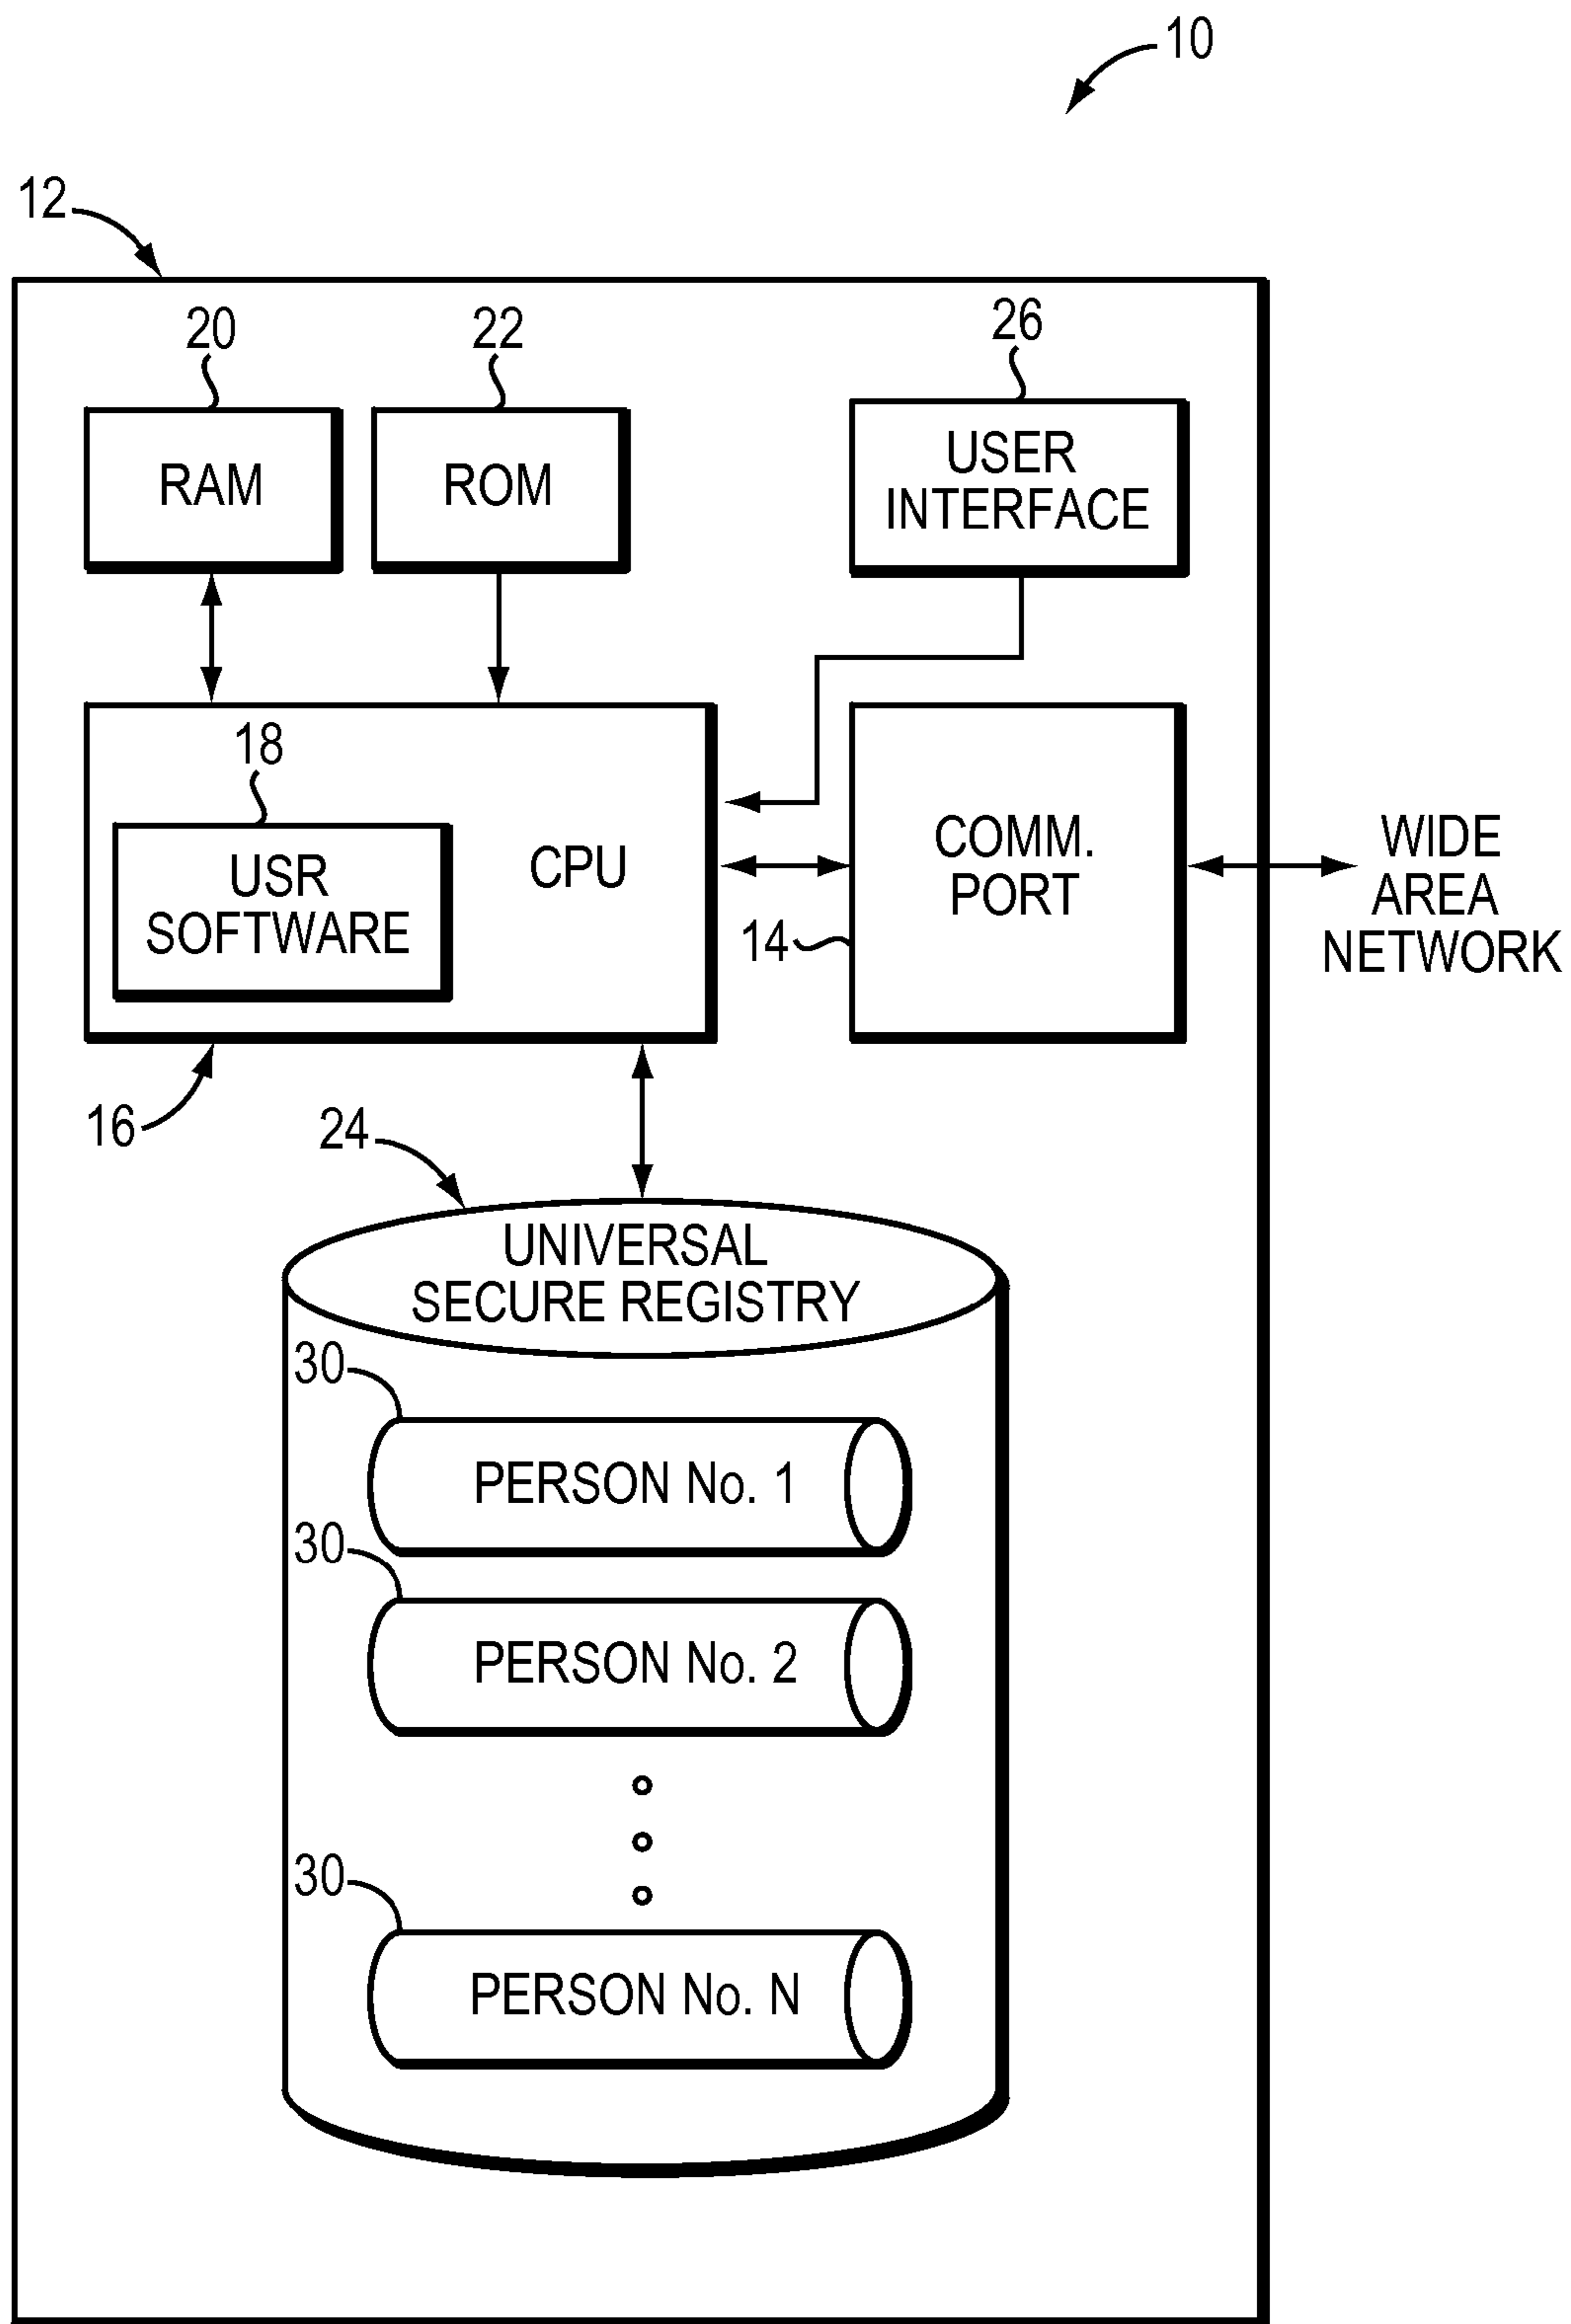 10
12
20
22
26
RAM
ROM
USER
INTERFACE
18
USR
SOFTWARE
CPU
14
COMM.
PORT
WIDE
AREA
NETWORK
16
24
UNIVERSAL
SECURE REGISTRY
30
PERSON No. 1
30
PERSON No. 2
30
PERSON No. N